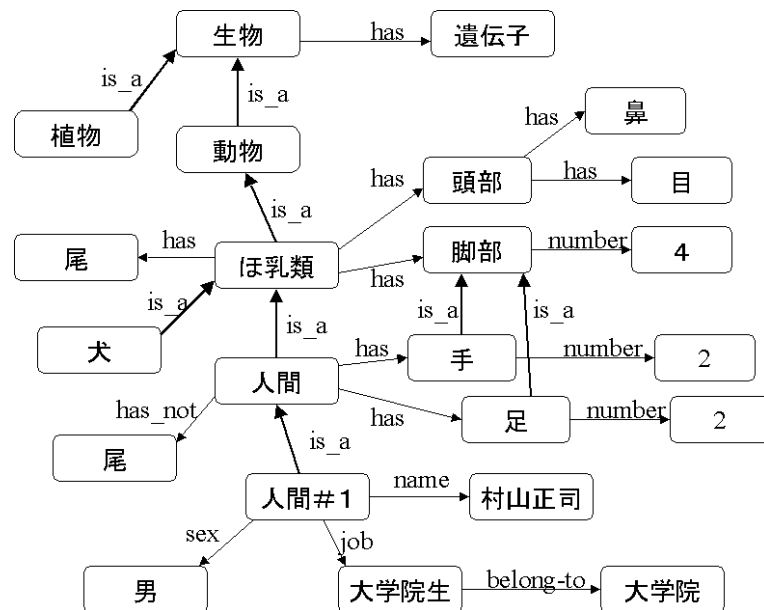 生物
has
遺伝子
is_a
is_a
植物
動物
has
鼻
has
頭部
has
目
is_a
尾
has
ほ乳類
has
脚部
number
4
is_a
is_a
is_a
is_a
犬
人間
has
手
number
2
has_not
has
足
number
2
尾
is_a
人間#1
name
村山正司
sex
job
男
大学院生
belong-to
大学院